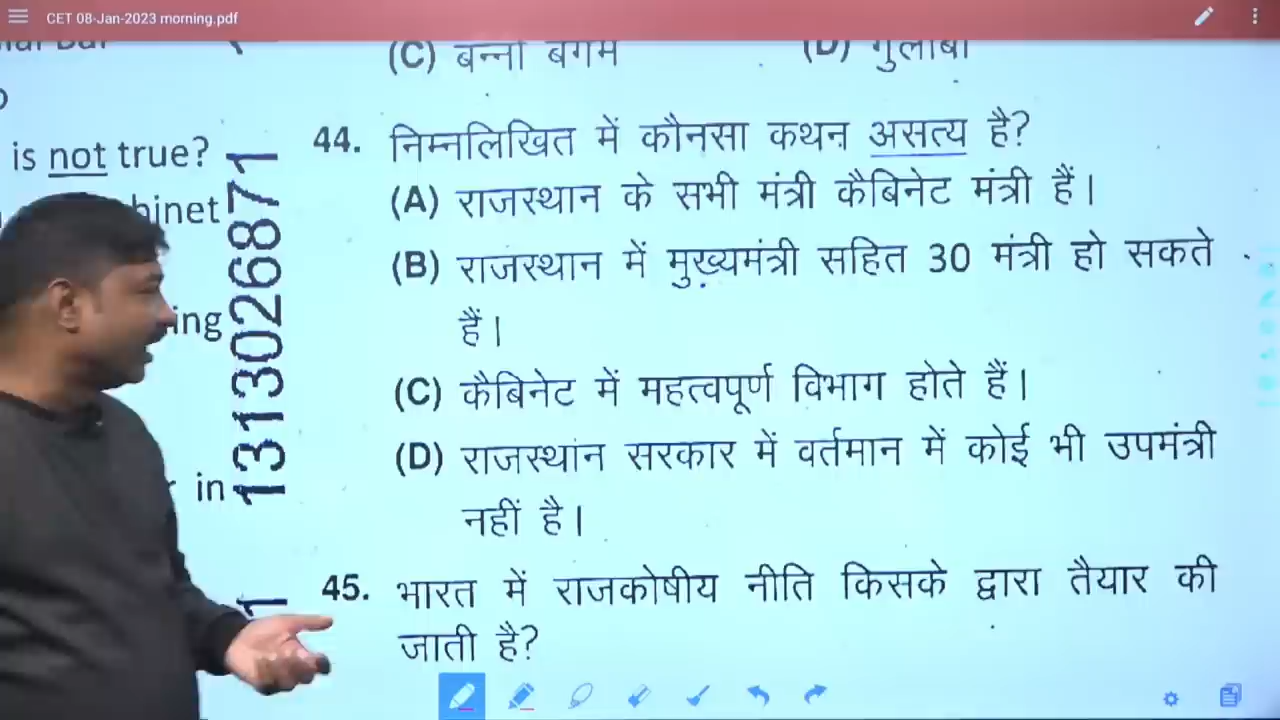 CET 08-Jan-2023 morning.pdf
(C) बन्नो बेगम (D) गुलाबो
is not true?
44. निम्नलिखित में कौनसा कथन असत्य है?
(A) राजस्थान के सभी मंत्री कैबिनेट मंत्री हैं।
binet
(B) राजस्थान में मुख्यमंत्री सहित 30 मंत्री हो सकते
हैं।
ing
(C) कैबिनेट में महत्वपूर्ण विभाग होते हैं।
(D) राजस्थान सरकार में वर्तमान में कोई भी उपमंत्री
in
नहीं है।
1313026871
45. भारत में राजकोषीय नीति किसके द्वारा तैयार की
जाती है?
1